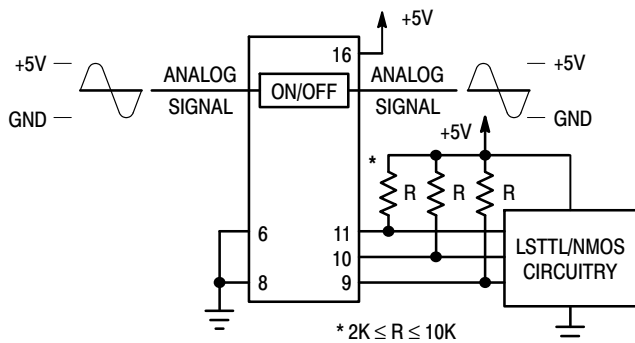 +5V
16
+5V
ANALOG
SIGNAL
ON/OFF
ANALOG
SIGNAL
+5V
GND
GND
+5V
*
R
R
R
6
11
LSTTL/NMOS
CIRCUITRY
10
8
9
* 2K ≤ R ≤ 10K